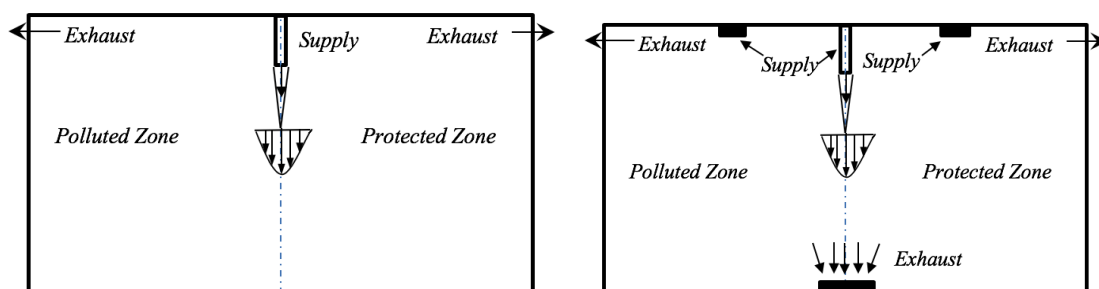 Exhaust
Supply
Exhaust
Polluted Zone
Protected Zone
Exhaust
Supply
Supply
Exhaust
Polluted Zone
Protected Zone
Exhaust